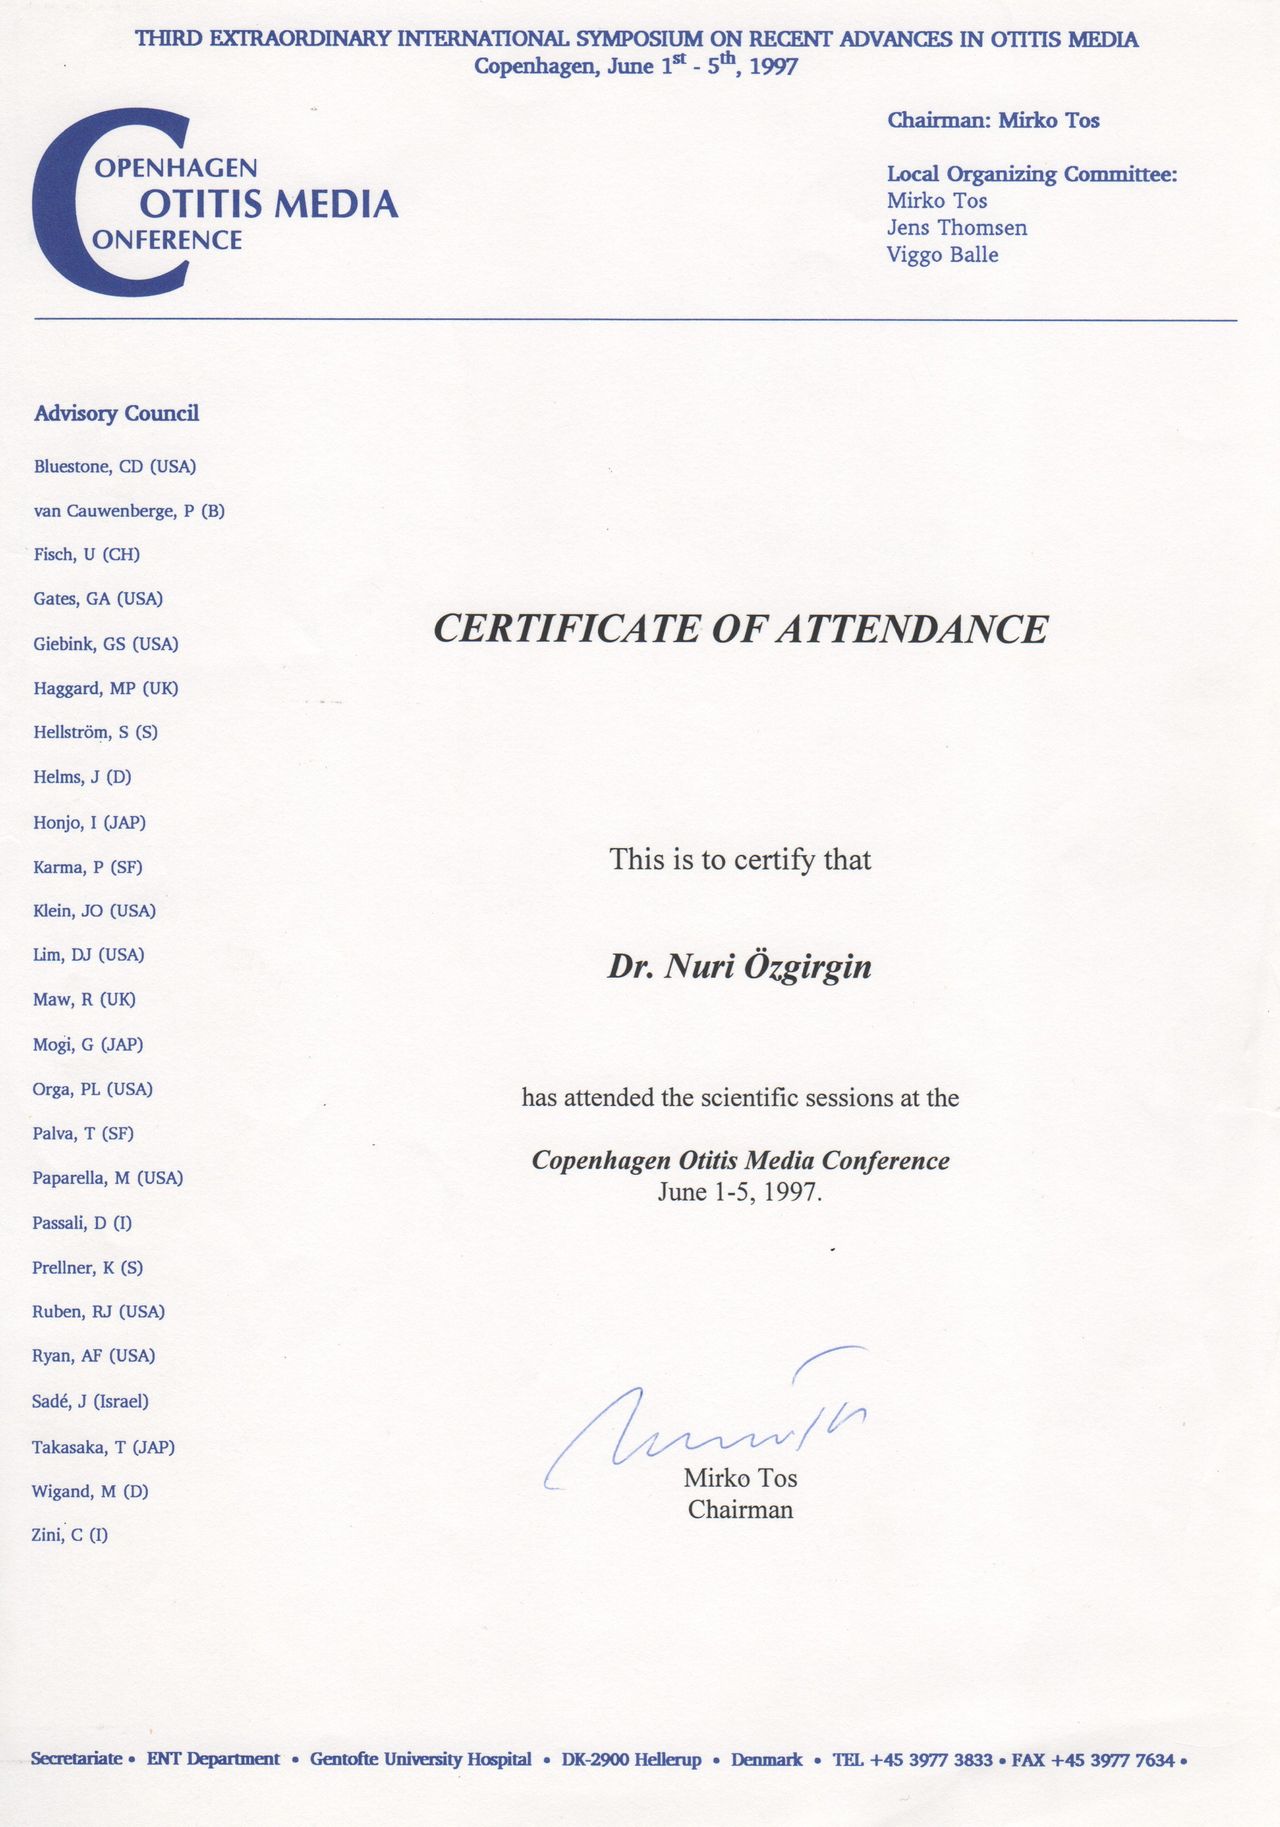 THIRD EXTRAORDINARY INTERNATIONAL SYMPOSIUM ON RECENT ADVANCES IN OTITIS MEDIA
Copenhagen, June 1st - 5th, 1997
COPENHAGEN
OTITIS MEDIA
CONFERENCE
Chairman: Mirko Tos
Local Organizing Committee:
Mirko Tos
Jens Thomsen
Viggo Balle
Advisory Council
Bluestone, CD (USA)
van Cauwenberge, P (B)
Fisch, U (CH)
Gates, GA (USA)
Giebink, GS (USA)
Haggard, MP (UK)
Hellström, S (S)
Helms, J (D)
Honjo, I (JAP)
Karma, P (SF)
Klein, JO (USA)
Lim, DJ (USA)
Maw, R (UK)
Mogi, G (JAP)
Orga, PL (USA)
Palva, T (SF)
Paparella, M (USA)
Passali, D (I)
Prellner, K (S)
Ruben, RJ (USA)
Ryan, AF (USA)
Sadé, J (Israel)
Takasaka, T (JAP)
Wigand, M (D)
Zini, C (I)
CERTIFICATE OF ATTENDANCE
This is to certify that
Dr. Nuri Özgirgin
has attended the scientific sessions at the
Copenhagen Otitis Media Conference
June 1-5, 1997.
Mirko Tos
Chairman
Secretariate • ENT Department • Gentofte University Hospital • DK-2900 Hellerup • Denmark • TEL +45 3977 3833 • FAX +45 3977 7634 •